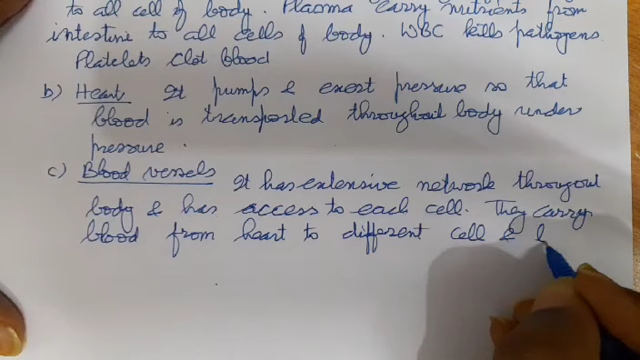 to all cell of body. Plasma carry nutrients from
intestine to all cells of body. WBC kills pathogens
Platelets Clot blood
b) Heart It pumps & exert pressure so that
blood is transported throughout body under
pressure.
c) Blood vessels It has extensive network throughout
body & has access to each cell. They carry
blood from heart to different cell &